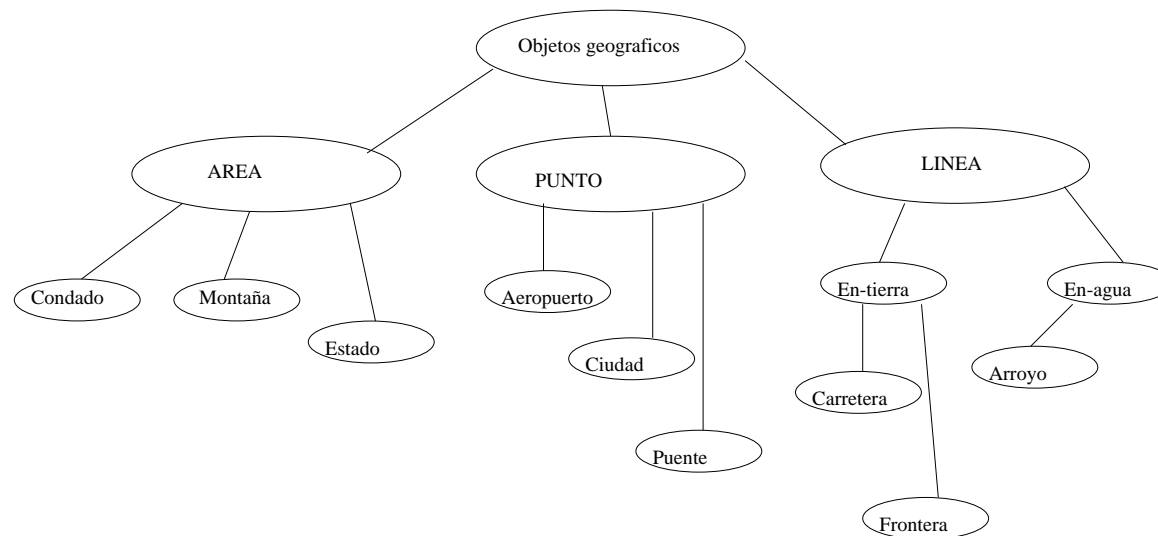 Objetos geograficos
AREA
PUNTO
LINEA
Condado
Montaña
Estado
Aeropuerto
Ciudad
Puente
En-tierra
En-agua
Carretera
Arroyo
Frontera